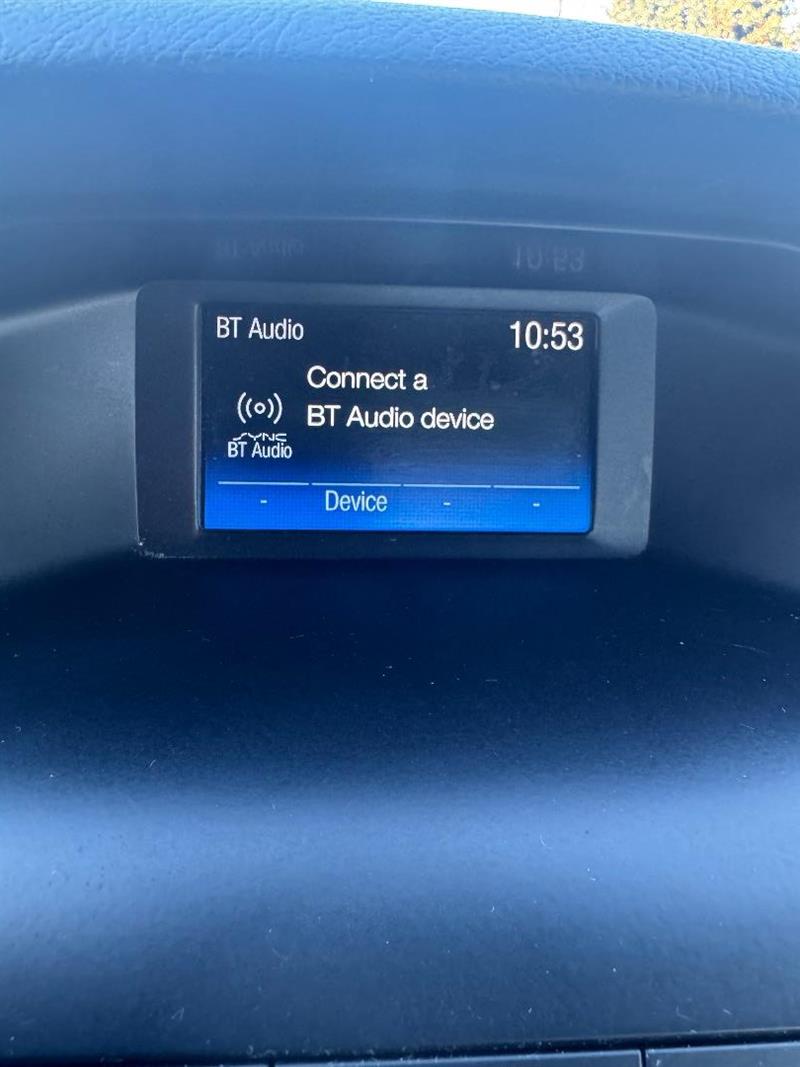 BT Audio 10:53
Connect a
BT Audio device
SYNC
BT Audio
- Device - -